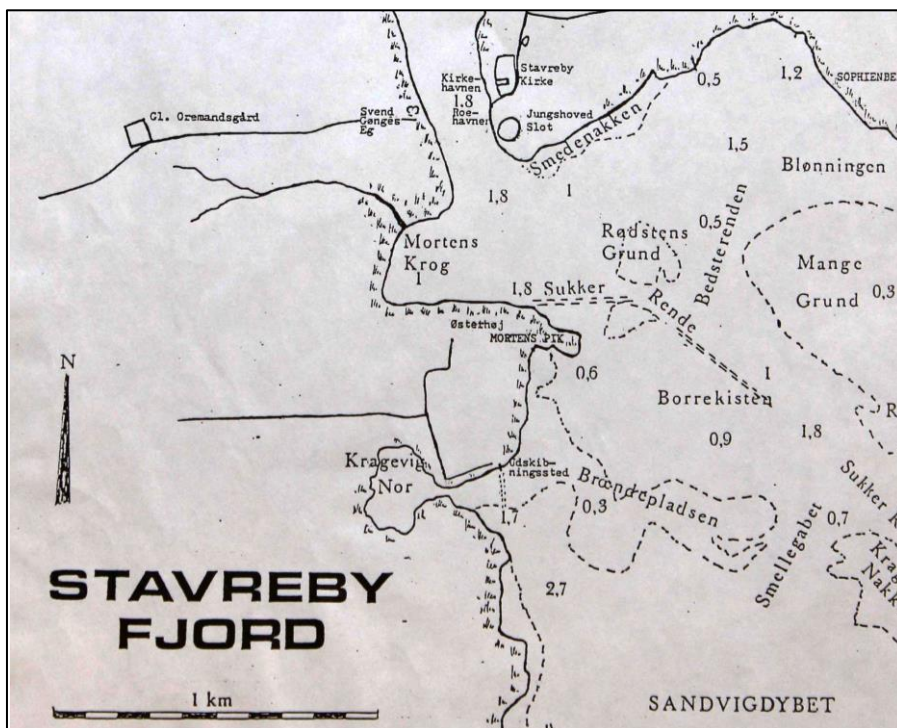 Stavreby
Kirke
Kirke-
havnen
1,8
Roe-
havner
Jungshoved
Slot
Gl. Oremandsgård
Svend
Gønges
Eg
1,3
Smedenakken
0,5
1,2
1,5
Blønningen
1,8
1
0,5
Bedsterenden
Rødstens
Grund
Mange
Grund
0,3
Mortens
Krog
1
1,8
Sukker
Rende
Østerhøj
MORTENS PIK
0,6
N
1
Borrekisten
0,9
1,8
Sukker
Kragevig
Nor
Udskib-
ningssted
Brændepladsen
0,3
1,7
Smellegabet
0,7
2,7
STAVREBY
FJORD
1 km
SANDVIGDYBET